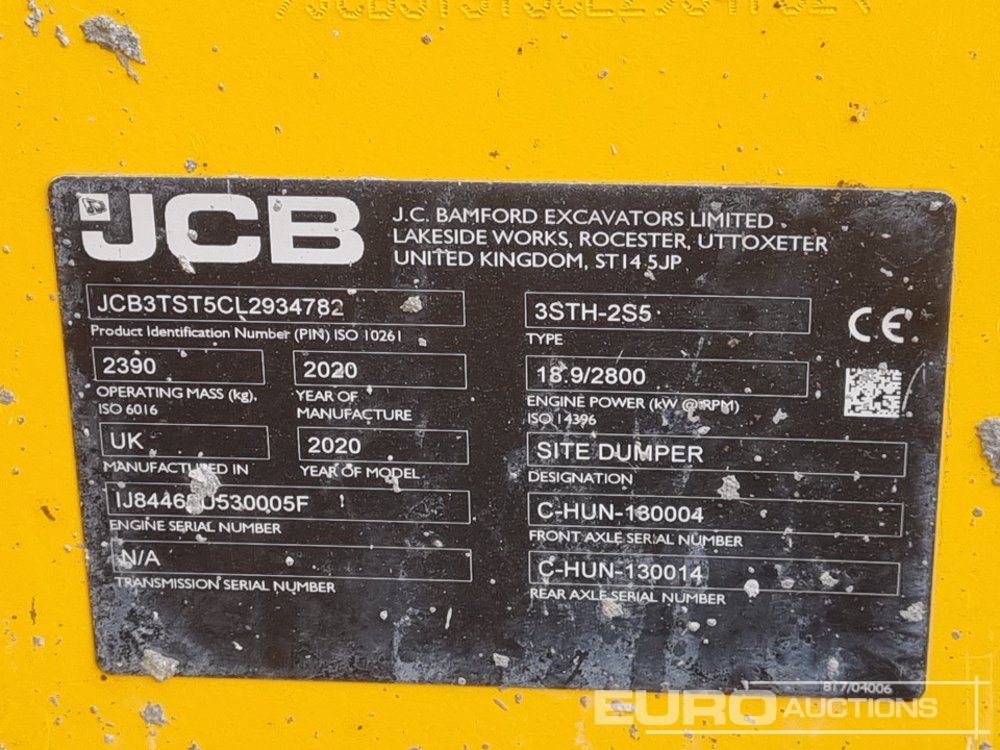 JCB
J.C. BAMFORD EXCAVATORS LIMITED
LAKESIDE WORKS, ROCESTER, UTTOXETER
UNITED KINGDOM, ST14 5JP
JCB3TST5CL2934782
Product Identification Number (PIN) ISO 10261
3STH-2S5
TYPE
CE
2390
OPERATING MASS (kg),
ISO 6016
2020
YEAR OF
MANUFACTURE
18.9/2800
ENGINE POWER (kW @ RPM)
ISO 14396
UK
MANUFACTURED IN
2020
YEAR OF MODEL
SITE DUMPER
DESIGNATION
ENGINE SERIAL NUMBER
C-HUN-130004
FRONT AXLE SERIAL NUMBER
N/A
TRANSMISSION SERIAL NUMBER
C-HUN-130014
REAR AXLE SERIAL NUMBER
817/04006
EURO AUCTIONS